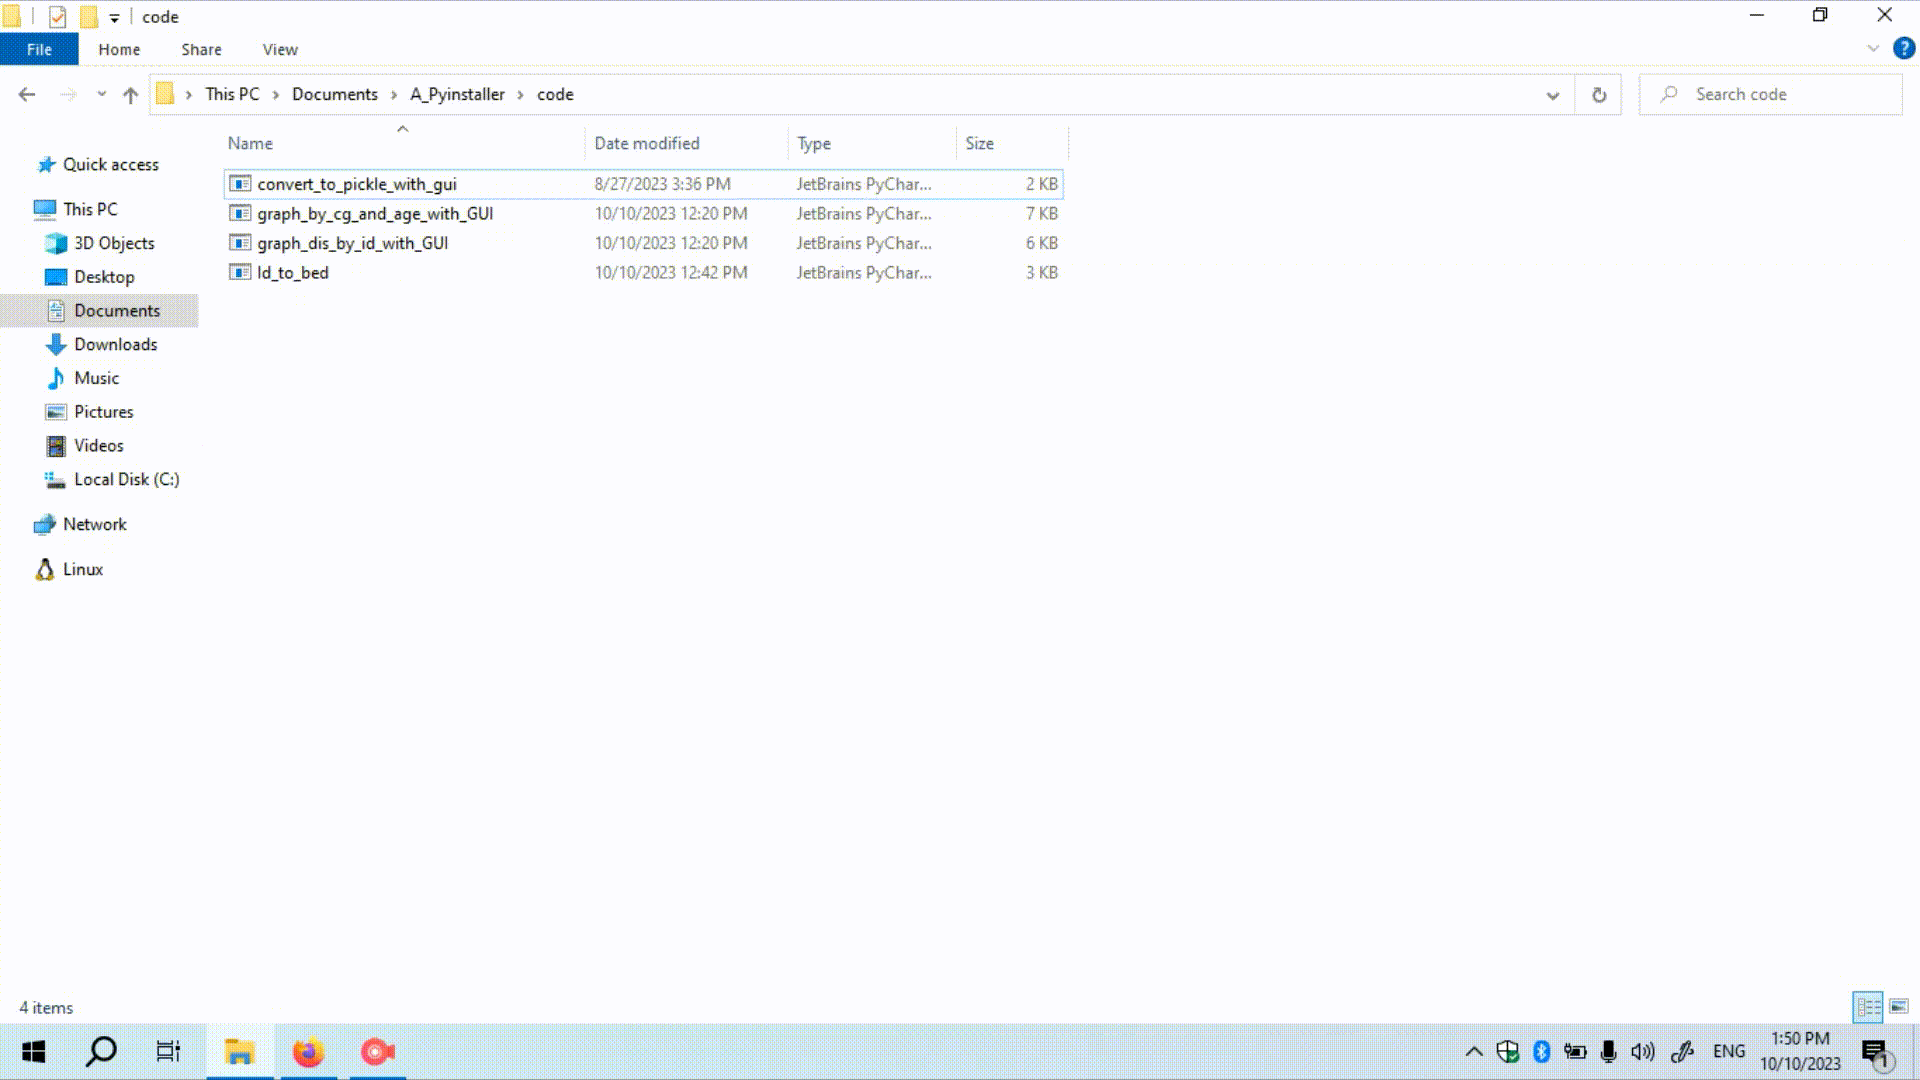 code
File Home Share View
This PC Documents A_Pyinstaller code
Search code
Name Date modified Type Size
Quick access
This PC
3D Objects
Desktop
Documents
Downloads
Music
Pictures
Videos
Local Disk (C:)
Network
Linux
convert_to_pickle_with_gui 8/27/2023 3:36 PM JetBrains PyChar... 2 KB
graph_by_cg_and_age_with_GUI 10/10/2023 12:20 PM JetBrains PyChar... 7 KB
graph_dis_by_id_with_GUI 10/10/2023 12:20 PM JetBrains PyChar... 6 KB
ld_to_bed 10/10/2023 12:42 PM JetBrains PyChar... 3 KB
4 items
ENG
1:50 PM
10/10/2023
1